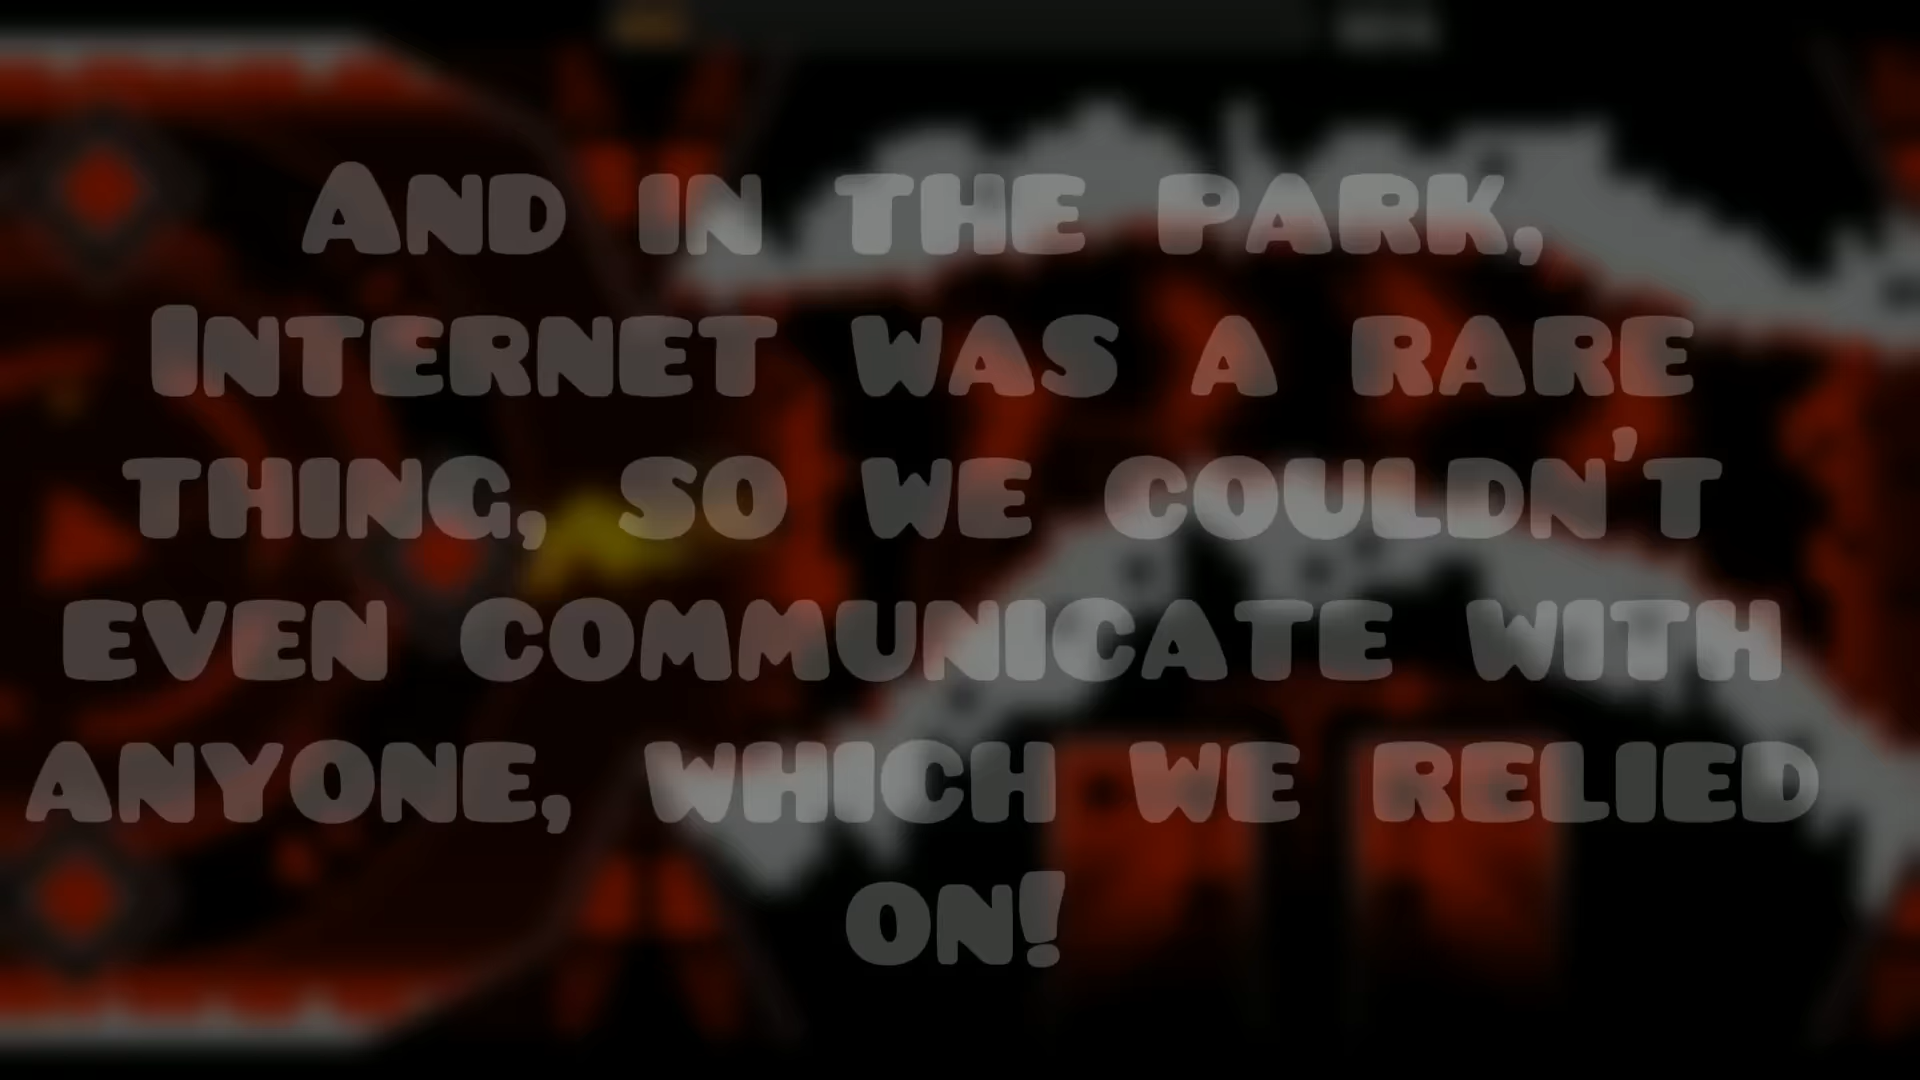 And in the park,
Internet was a rare
thing, so we couldn't
even communicate with
anyone, which we relied
on!